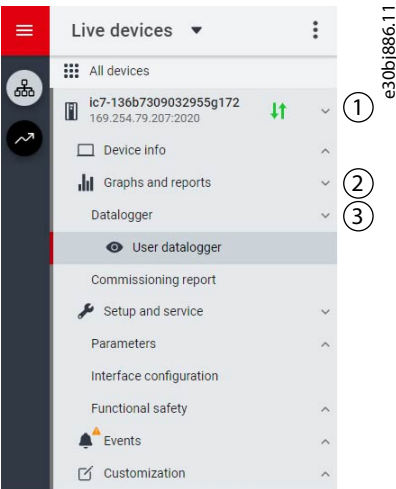 Live devices
All devices
ic7-136b7309032955g172
169.254.79.207:2020
1
Device info
Graphs and reports
2
Datalogger
3
User datalogger
Commissioning report
Setup and service
Parameters
Interface configuration
Functional safety
Events
Customization
e30bj886.11